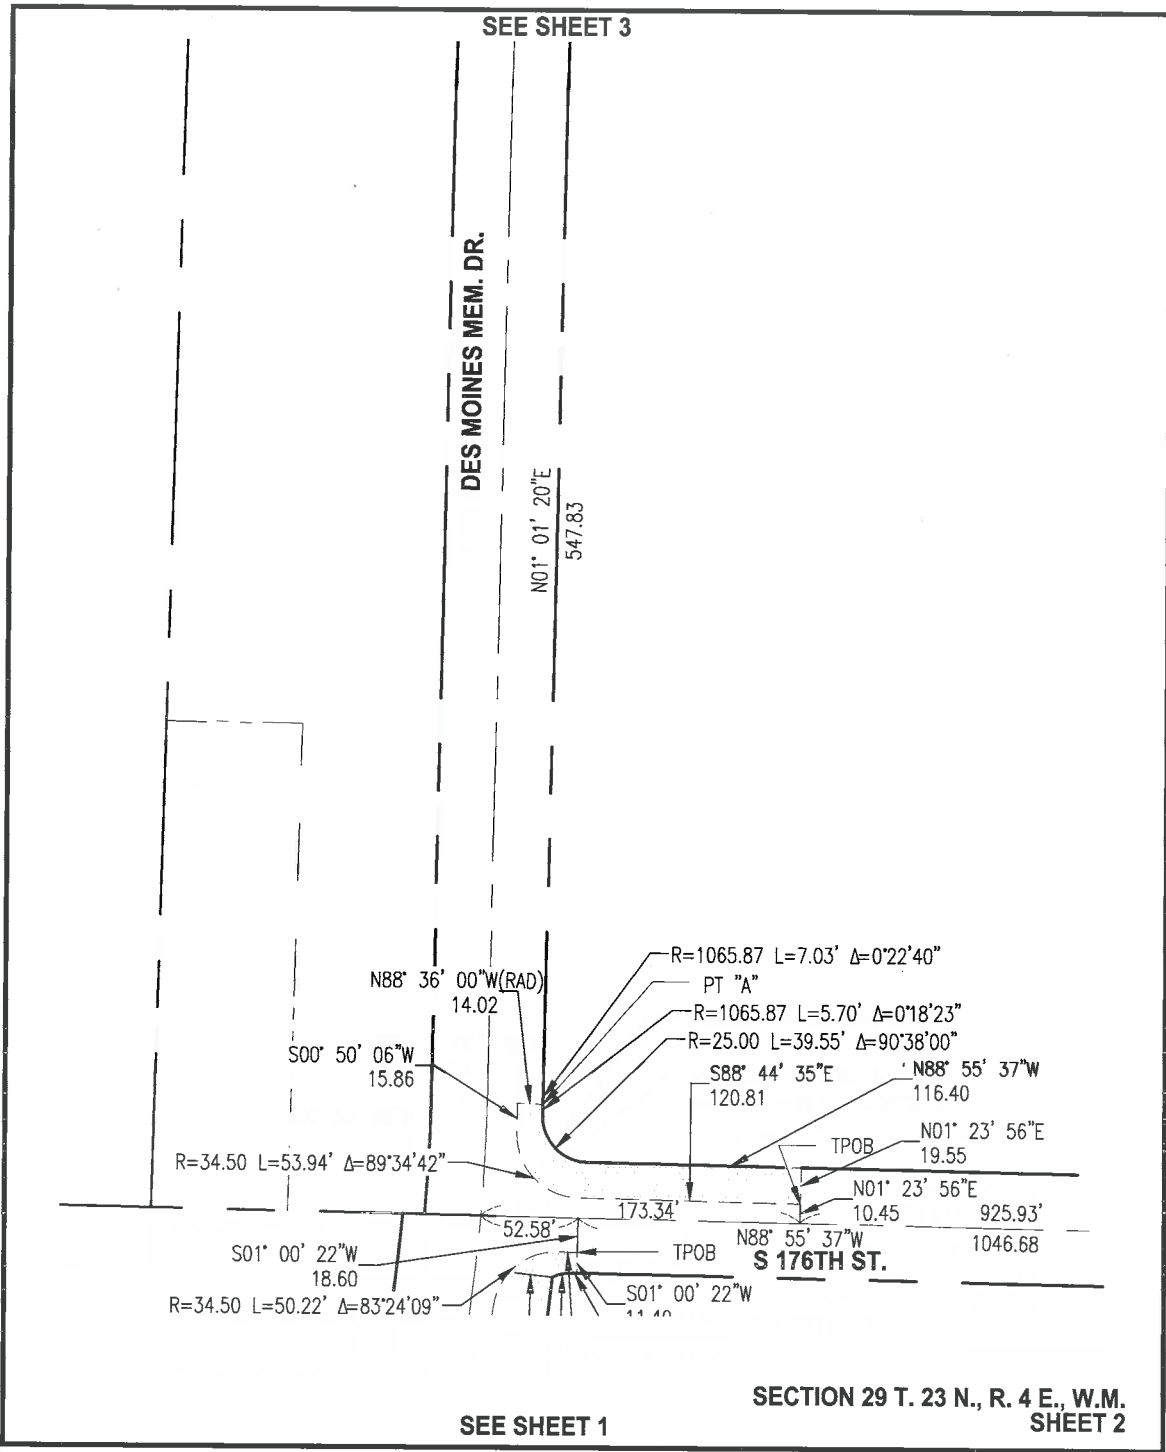 SEE SHEET 3
DES MOINES MEM. DR.
N01° 01' 20"E
547.83
R=1065.87 L=7.03' Δ=0°22'40"
PT "A"
N88° 36' 00"W(RAD)
14.02
R=1065.87 L=5.70' Δ=0°18'23"
R=25.00 L=39.55' Δ=90°38'00"
S00° 50' 06"W
15.86
S88° 44' 35"E
120.81
N88° 55' 37"W
116.40
N01° 23' 56"E
19.55
TPOB
R=34.50 L=53.94' Δ=89°34'42"
N01° 23' 56"E
10.45
173.34'
925.93'
52.58'
N88° 55' 37"W
1046.68
S01° 00' 22"W
18.60
TPOB
S 176TH ST.
R=34.50 L=50.22' Δ=83°24'09"
S01° 00' 22"W
SECTION 29 T. 23 N., R. 4 E., W.M.
SHEET 2
SEE SHEET 1